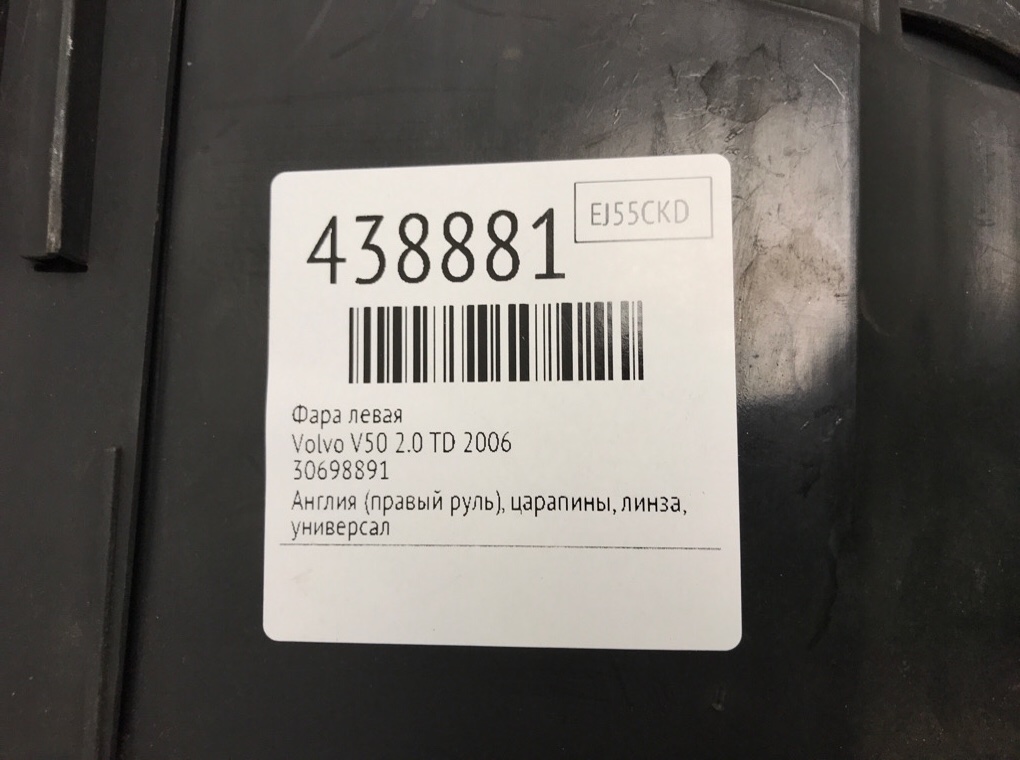 438881
EJ55CKD
Фара левая
Volvo V50 2.0 TD 2006
30698891
Англия (правый руль), царапины, линза,
универсал